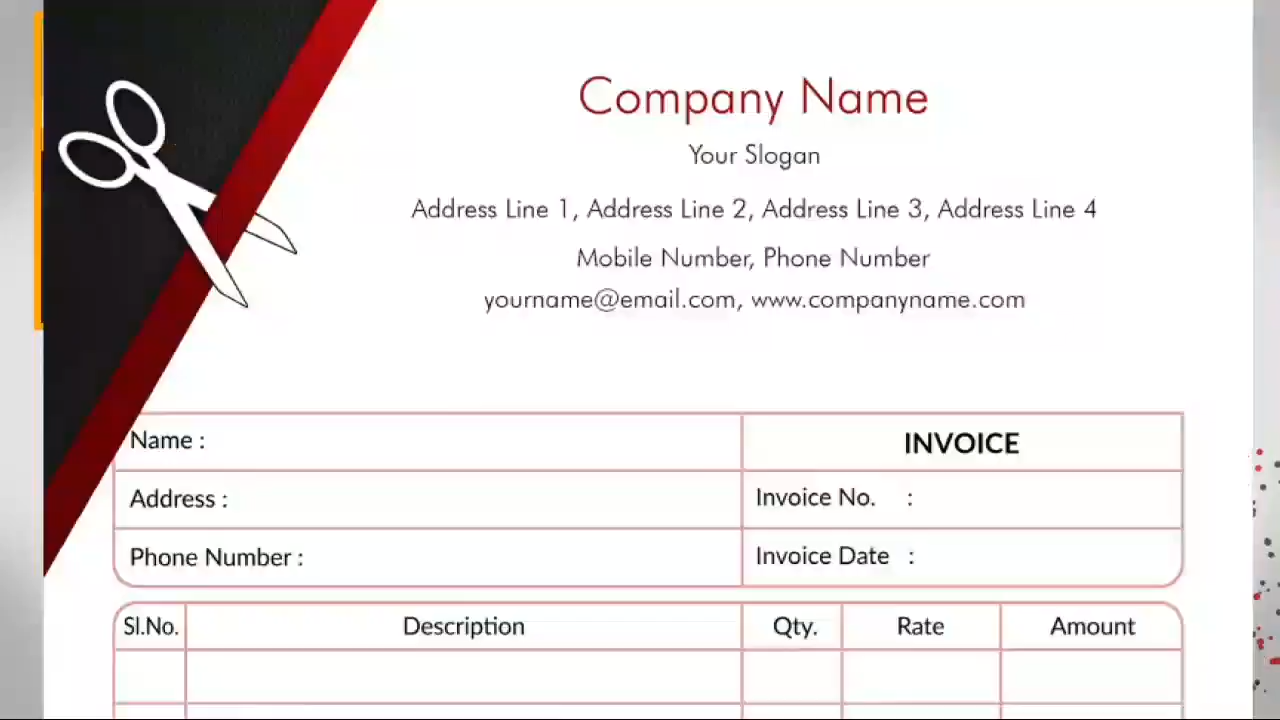 Company Name
Your Slogan
Address Line 1, Address Line 2, Address Line 3, Address Line 4
Mobile Number, Phone Number
yourname@email.com, www.companyname.com
Name :
INVOICE
Address :
Invoice No. :
Phone Number :
Invoice Date :
Sl.No. Description Qty. Rate Amount